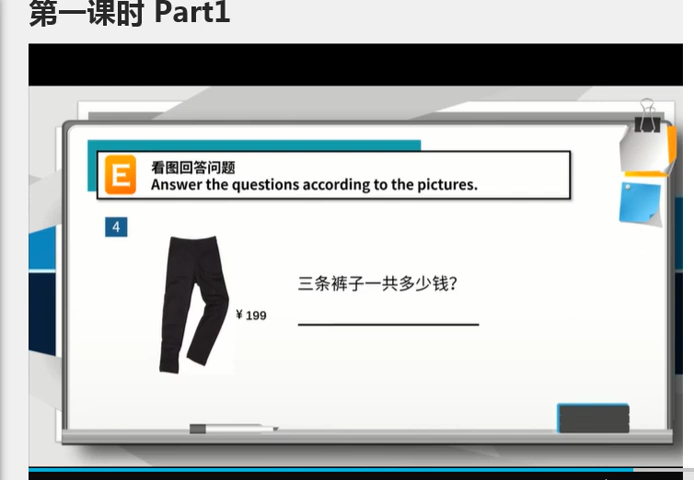 第一课时 Part1
E
看图回答问题
Answer the questions according to the pictures.
4
三条裤子一共多少钱?
¥ 199